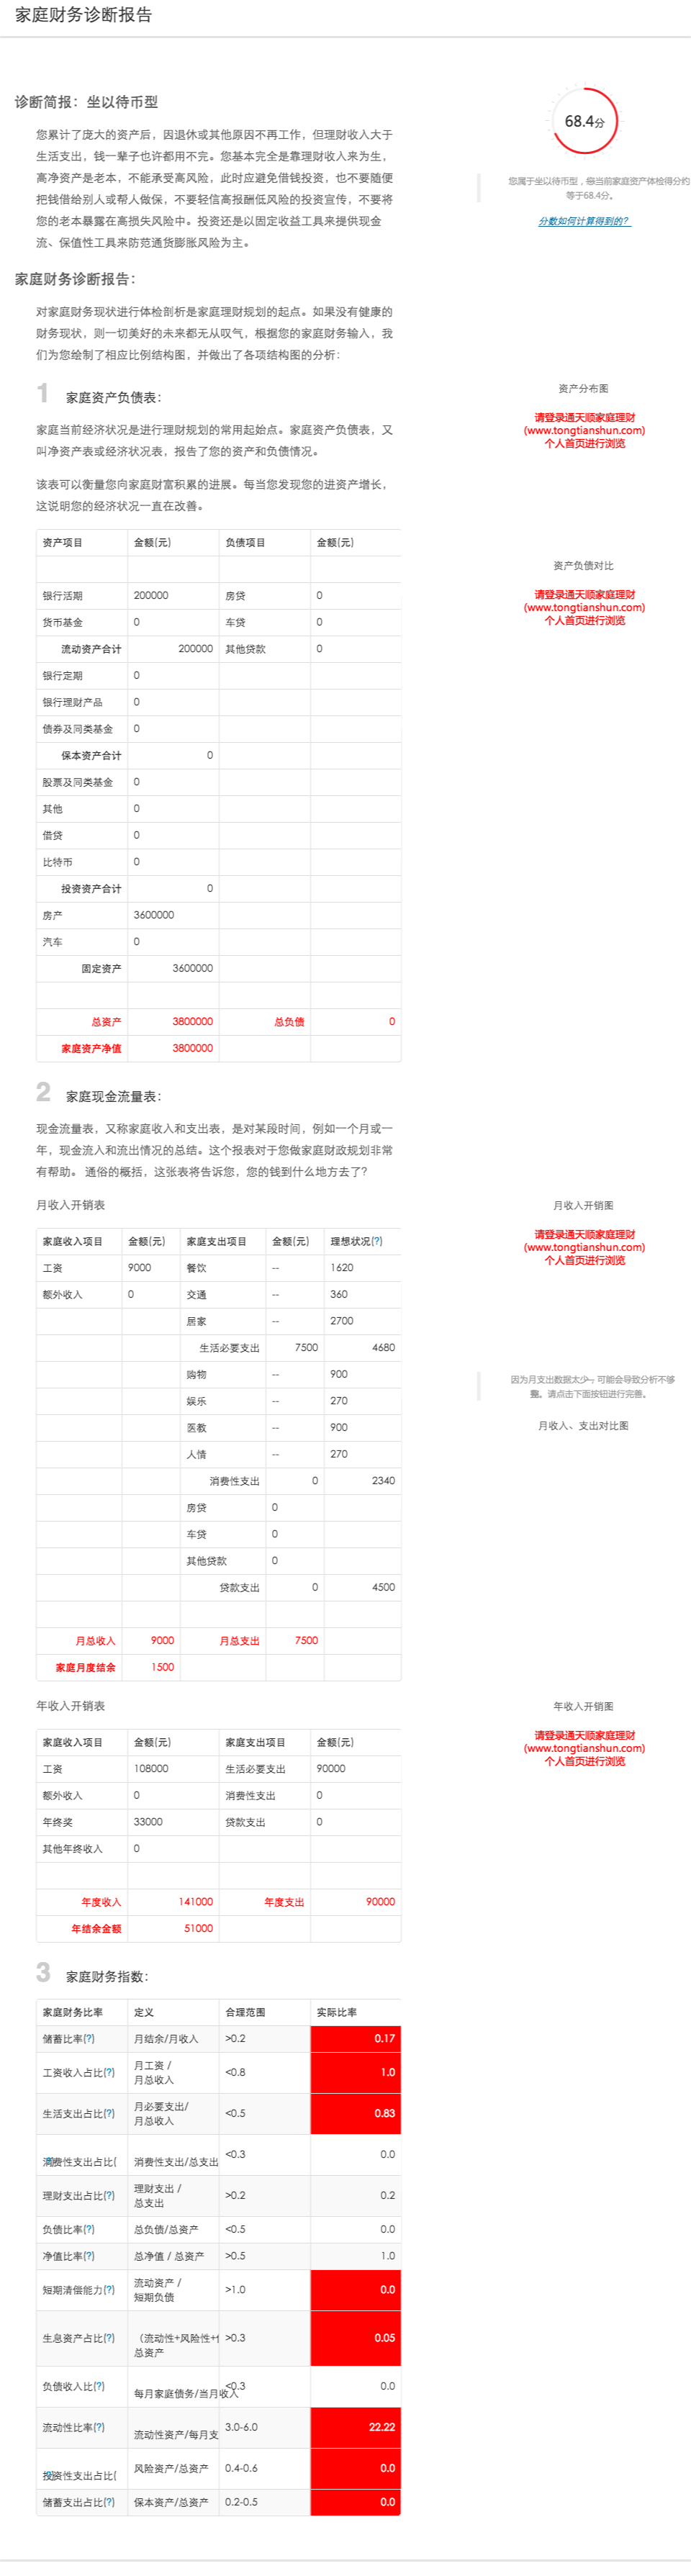 家庭财务诊断报告
诊断简报：坐以待币型
您累计了庞大的资产后，因退休或其他原因不再工作，但理财收入大于
生活支出，钱一辈子也许都用不完。您基本完全是靠理财收入来为生，
高净资产是老本，不能承受高风险，此时应避免借钱投资，也不要随便
把钱借给别人或帮人做保，不要轻信高报酬低风险的投资宣传，不要将
您的老本暴露在高损失风险中。投资还是以固定收益工具来提供现金
流、保值性工具来防范通货膨胀风险为主。
68.4分
您属于坐以待币型，您当前家庭资产体检得分约
等于68.4分。
分数如何计算得到的？
家庭财务诊断报告：
对家庭财务现状进行体检剖析是家庭理财规划的起点。如果没有健康的
财务现状，则一切美好的未来都无从叹气，根据您的家庭财务输入，我
们为您绘制了相应比例结构图，并做出了各项结构图的分析：
1 家庭资产负债表：
家庭当前经济状况是进行理财规划的常用起始点。家庭资产负债表，又
叫净资产表或经济状况表，报告了您的资产和负债情况。
该表可以衡量您向家庭财富积累的进展。每当您发现您的进资产增长，
这说明您的经济状况一直在改善。
资产分布图
请登录通天顺家庭理财
(www.tongtianshun.com)
个人首页进行浏览
资产项目 金额(元) 负债项目 金额(元)
银行活期 200000 房贷 0
货币基金 0 车贷 0
流动资产合计 200000 其他贷款 0
银行定期 0
银行理财产品 0
债券及同类基金 0
保本资产合计 0
股票及同类基金 0
其他 0
借贷 0
比特币 0
投资资产合计 0
房产 3600000
汽车 0
固定资产 3600000
总资产 3800000 总负债 0
家庭资产净值 3800000
资产负债对比
请登录通天顺家庭理财
(www.tongtianshun.com)
个人首页进行浏览
2 家庭现金流量表：
现金流量表，又称家庭收入和支出表，是对某段时间，例如一个月或一
年，现金流入和流出情况的总结。这个报表对于您做家庭财政规划非常
有帮助。 通俗的概括，这张表将告诉您，您的钱到什么地方去了？
月收入开销表
家庭收入项目 金额(元) 家庭支出项目 金额(元) 理想状况(?)
工资 9000 餐饮 -- 1620
额外收入 0 交通 -- 360
居家 -- 2700
生活必要支出 7500 4680
购物 -- 900
娱乐 -- 270
医教 -- 900
人情 -- 270
消费性支出 0 2340
房贷 0
车贷 0
其他贷款 0
贷款支出 0 4500
月总收入 9000 月总支出 7500
家庭月度结余 1500
月收入开销图
请登录通天顺家庭理财
(www.tongtianshun.com)
个人首页进行浏览
因为月支出数据太少~，可能会导致分析不够
整。请点击下面按钮进行完善。
月收入、支出对比图
年收入开销表
家庭收入项目 金额(元) 家庭支出项目 金额(元)
工资 108000 生活必要支出 90000
额外收入 0 消费性支出 0
年终奖 33000 贷款支出 0
其他年终收入 0
年度收入 141000 年度支出 90000
年结余金额 51000
年收入开销图
请登录通天顺家庭理财
(www.tongtianshun.com)
个人首页进行浏览
3 家庭财务指数：
家庭财务比率 定义 合理范围 实际比率
储蓄比率(?) 月结余/月收入 >0.2 0.17
工资收入占比(?) 月工资 /
月总收入 <0.8 1.0
生活支出占比(?) 月必要支出/
月总收入 <0.5 0.83
消费性支出占比( 消费性支出/总支出 <0.3 0.0
理财支出占比(?) 理财支出 /
总支出 >0.2 0.2
负债比率(?) 总负债/总资产 <0.5 0.0
净值比率(?) 总净值 / 总资产 >0.5 1.0
短期清偿能力(?) 流动资产 /
短期负债 >1.0 0.0
生息资产占比(?) （流动性+风险性+
总资产 >0.3 0.05
负债收入比(?) 每月家庭债务/当月收入 <0.3 0.0
流动性比率(?) 流动性资产/每月支 3.0-6.0 22.22
投资性支出占比( 风险资产/总资产 0.4-0.6 0.0
储蓄支出占比(?) 保本资产/总资产 0.2-0.5 0.0